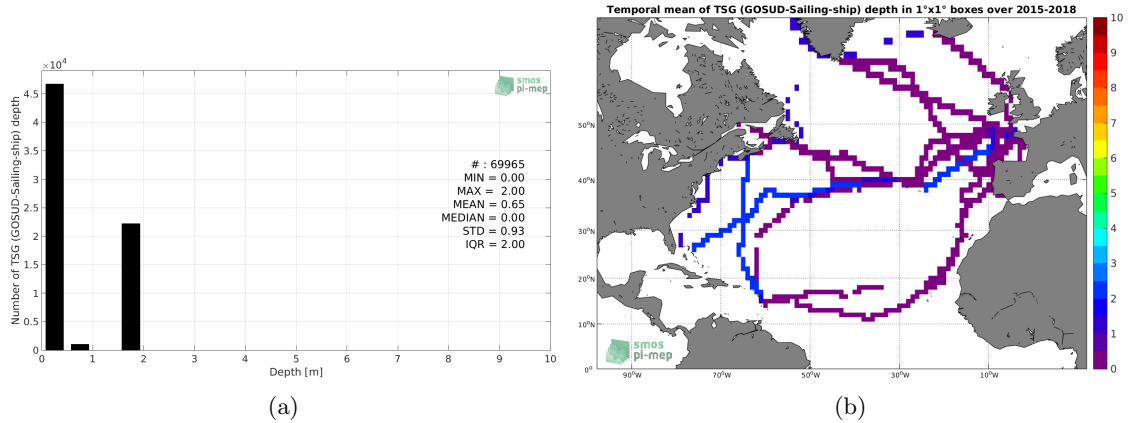 ×10⁴
4.5
4
3.5
3
2.5
2
1.5
1
0.5
0
Number of TSG (GOSUD-Sailing-ship) depth
smos
pi-mep
# : 69965
MIN = 0.00
MAX = 2.00
MEAN = 0.65
MEDIAN = 0.00
STD = 0.93
IQR = 2.00
0 1 2 3 4 5 6 7 8 9 10
Depth [m]
(a)
Temporal mean of TSG (GOSUD-Sailing-ship) depth in 1°x1° boxes over 2015-2018
50°N
40°N
30°N
20°N
10°N
0°
90°W 70°W 50°W 30°W 10°W
smos
pi-mep
10
9
8
7
6
5
4
3
2
1
0
(b)